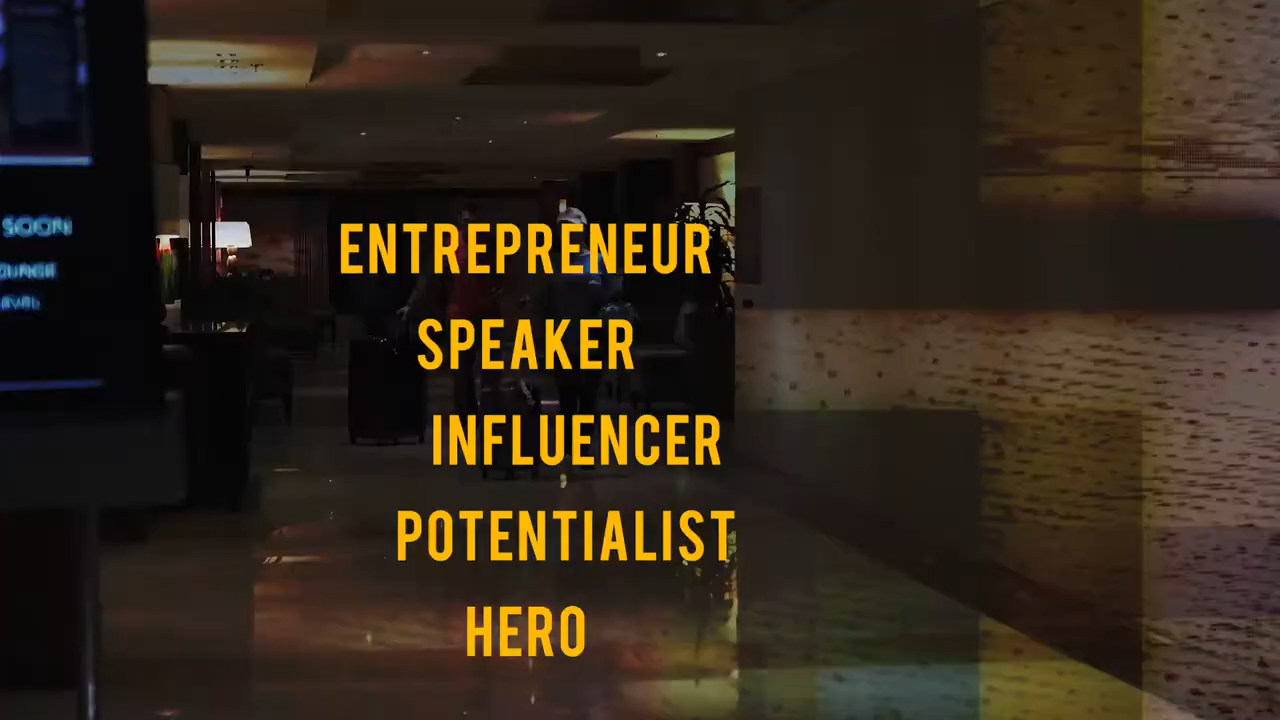 SOON
ENTREPRENEUR
SPEAKER
INFLUENCER
POTENTIALIST
HERO